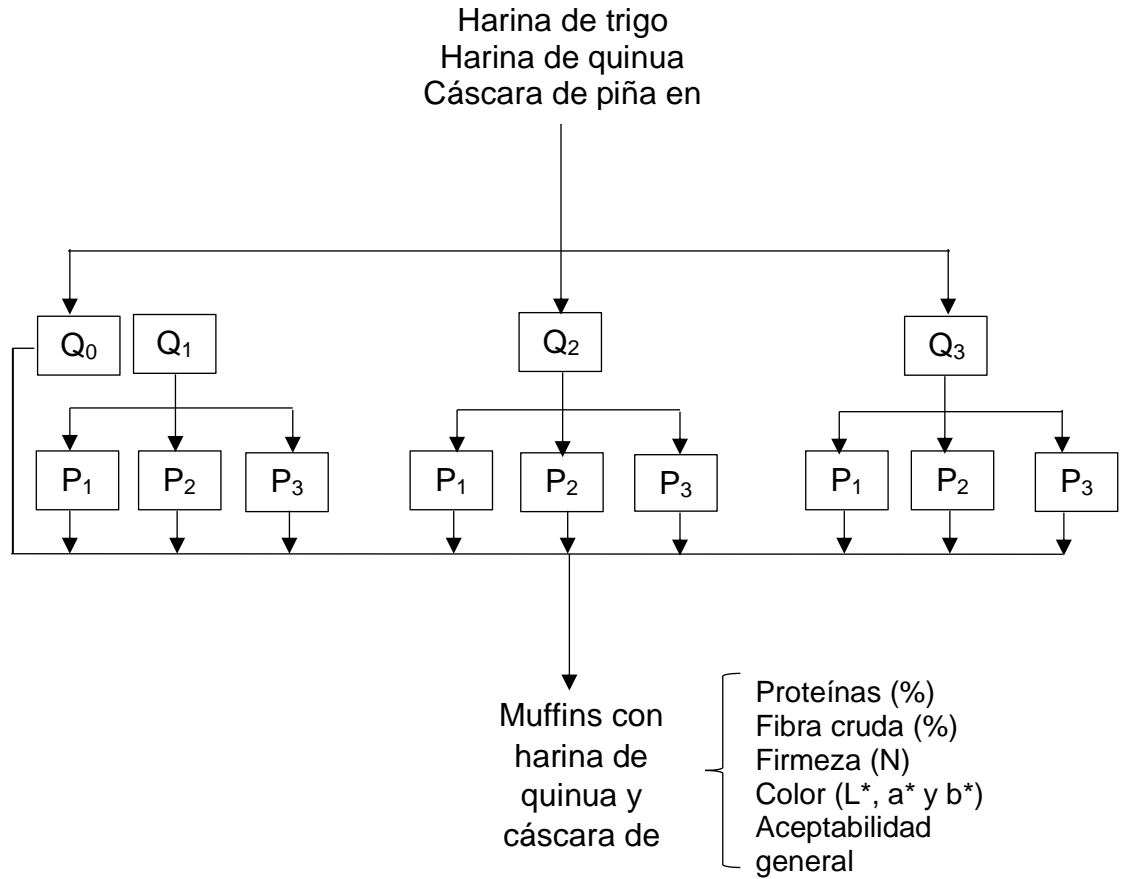 Harina de trigo
Harina de quinua
Cáscara de piña en
Q₀ Q₁ Q₂ Q₃
P₁ P₂ P₃ P₁ P₂ P₃ P₁ P₂ P₃
Muffins con
harina de
quinua y
cáscara de
Proteínas (%)
Fibra cruda (%)
Firmeza (N)
Color (L*, a* y b*)
Aceptabilidad
general